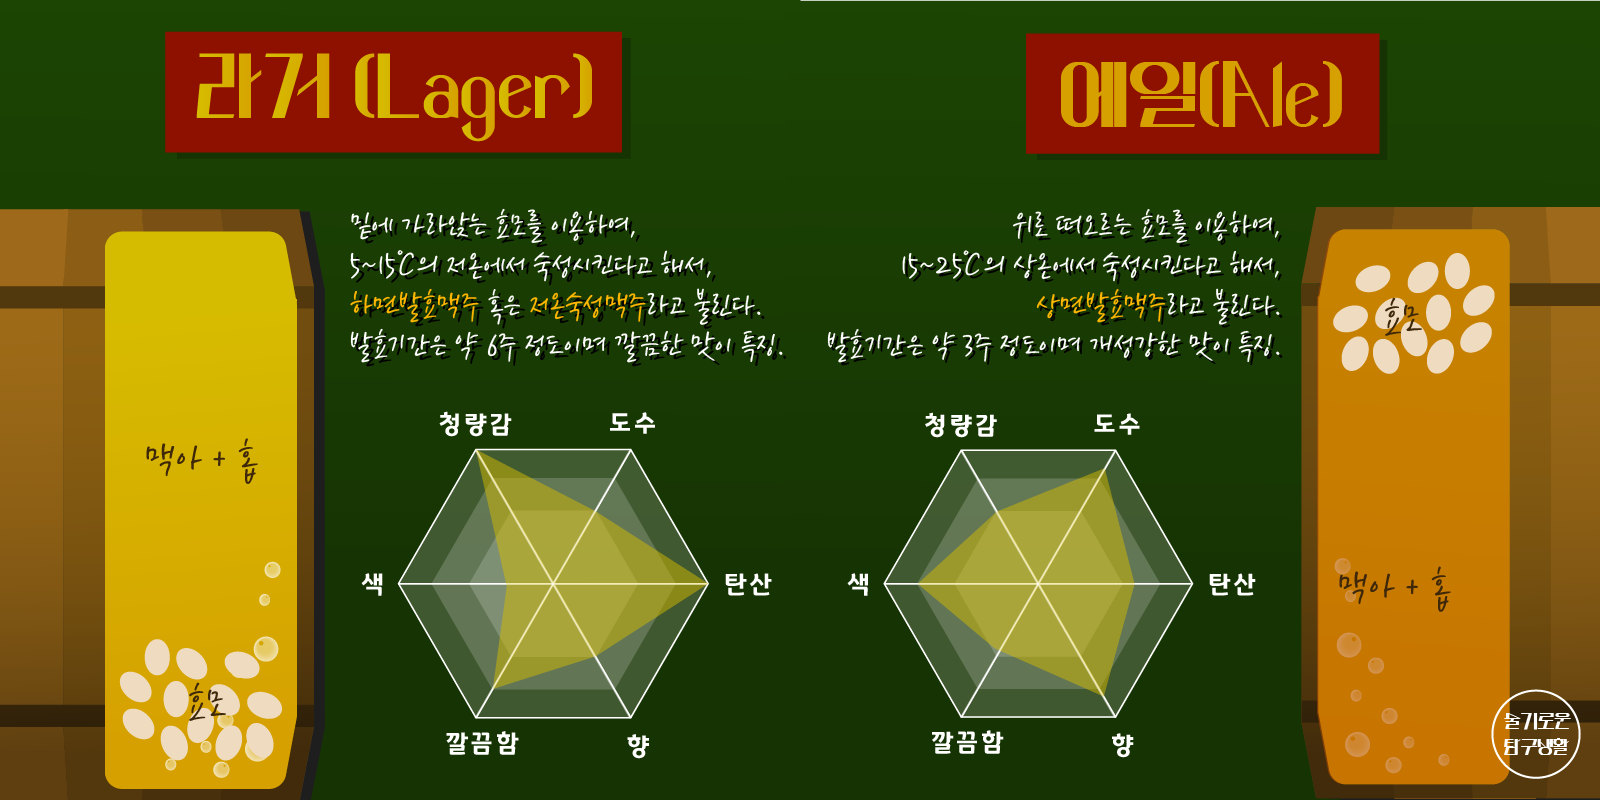 라거 (Lager)
밑에 가라앉는 효모를 이용하여,
5~15℃의 저온에서 숙성시킨다고 해서,
하면발효맥주 혹은 저온숙성맥주라고 불린다.
발효기간은 약 6주 정도이며 깔끔한 맛이 특징.
맥아 + 홉
효모
청량감
도수
색
탄산
깔끔함
향
에일(Ale)
위로 떠오르는 효모를 이용하여,
15~25℃의 상온에서 숙성시킨다고 해서,
상면발효맥주라고 불린다.
발효기간은 약 3주 정도이며 개성강한 맛이 특징.
효모
맥아 + 홉
청량감
도수
색
탄산
깔끔함
향
슬기로운
탐구생활